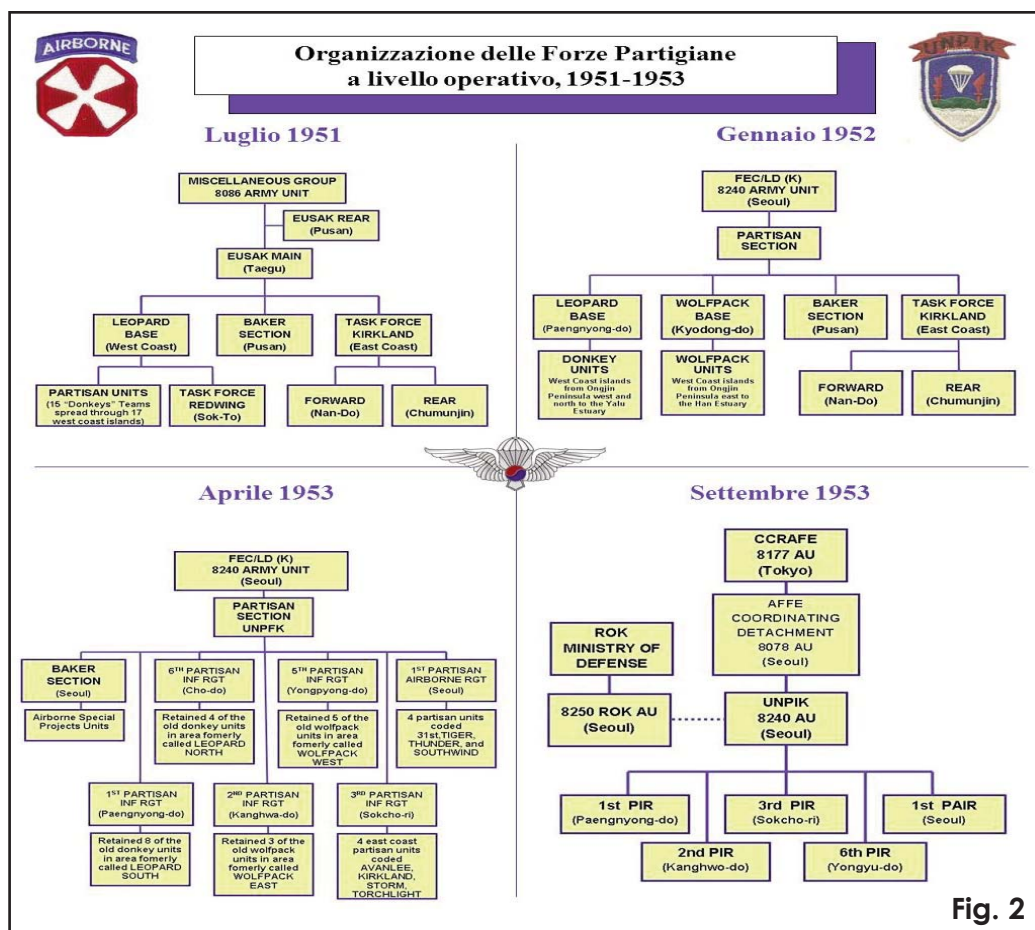 AIRBORNE
Organizzazione delle Forze Partigiane
a livello operativo, 1951-1953
UNPIK
Luglio 1951
MISCELLANEOUS GROUP
8086 ARMY UNIT
EUSAK REAR
(Pusan)
EUSAK MAIN
(Taegu)
LEOPARD
BASE
(West Coast)
BAKER
SECTION
(Pusan)
TASK FORCE
KIRKLAND
(East Coast)
PARTISAN UNITS
(15 "Donkeys" Teams
spread through 17
west coast islands)
TASK FORCE
REDWING
(Sok-To)
FORWARD
(Nan-Do)
REAR
(Chumunjin)
Gennaio 1952
FEC/LD (K)
8240 ARMY UNIT
(Seoul)
PARTISAN
SECTION
LEOPARD
BASE
(Paengnyong-do)
WOLFPACK
BASE
(Kyodong-do)
BAKER
SECTION
(Pusan)
TASK FORCE
KIRKLAND
(East Coast)
DONKEY
UNITS
West Coast islands
from Ongjin
Peninsula west and
north to the Yalu
Estuary
WOLFPACK
UNITS
West Coast islands
from Ongjin
Peninsula east to
the Han Estuary
FORWARD
(Nan-Do)
REAR
(Chumunjin)
Aprile 1953
FEC/LD (K)
8240 ARMY UNIT
(Seoul)
PARTISAN
SECTION
UNPFK
BAKER
SECTION
(Seoul)
Airborne Special
Projects Units
6TH PARTISAN
INF RGT
(Cho-do)
Retained 4 of the
old donkey units
in area fomerly
called LEOPARD
NORTH
5TH PARTISAN
INF RGT
(Yongpyong-do)
Retained 5 of the
old wolfpack
units in area
fomerly called
WOLFPACK
WEST
1ST PARTISAN
AIRBORNE RGT
(Seoul)
4 partisan units
coded
31st,TIGER,
THUNDER, and
SOUTHWIND
1ST PARTISAN
INF RGT
(Paengnyong-do)
Retained 8 of the
old donkey units
in area fomerly
called LEOPARD
SOUTH
2ND PARTISAN
INF RGT
(Kanghwa-do)
Retained 3 of the
old wolfpack
units in area
fomerly called
WOLFPACK
EAST
3RD PARTISAN
INF RGT
(Sokcho-ri)
4 east coast
partisan units
coded
AVANLEE,
KIRKLAND,
STORM,
TORCHLIGHT
Settembre 1953
CCRAFE
8177 AU
(Tokyo)
AFFE
COORDINATING
DETACHMENT
8078 AU
(Seoul)
ROK
MINISTRY OF
DEFENSE
8250 ROK AU
(Seoul)
UNPIK
8240 AU
(Seoul)
1st PIR
(Paengnyong-do)
3rd PIR
(Sokcho-ri)
1st PAIR
(Seoul)
2nd PIR
(Kanghwo-do)
6th PIR
(Yongyu-do)
Fig. 2